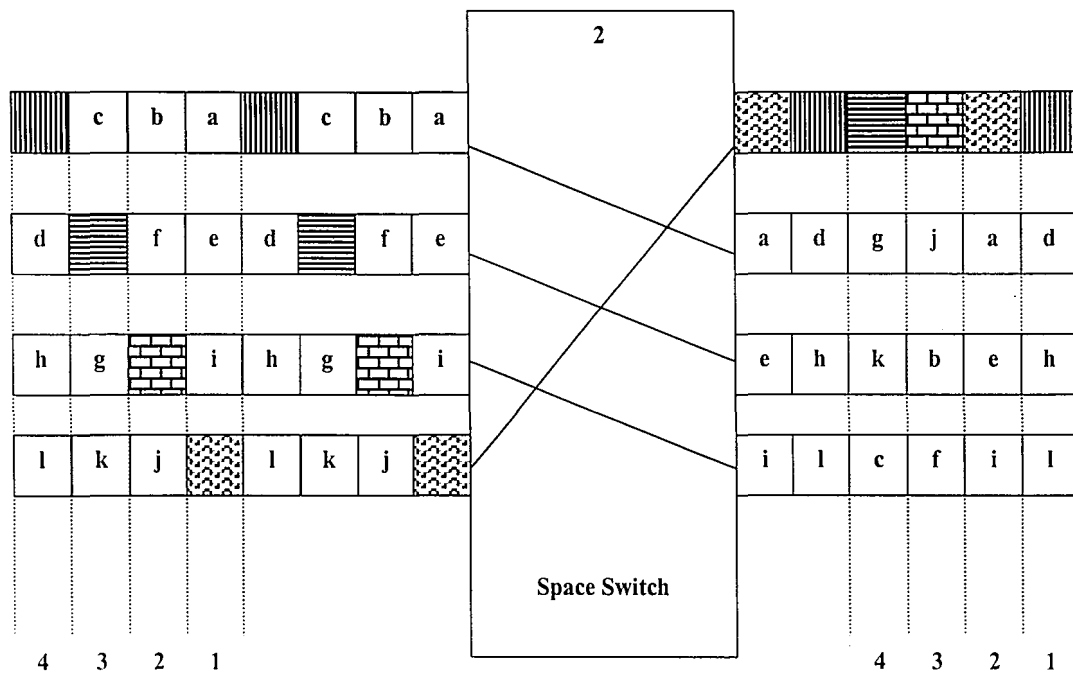 2
c b a c b a
d f e d f e a d g j a d
h g i h g i e h k b e h
l k j l k j i l c f i l
Space Switch
4 3 2 1 4 3 2 1